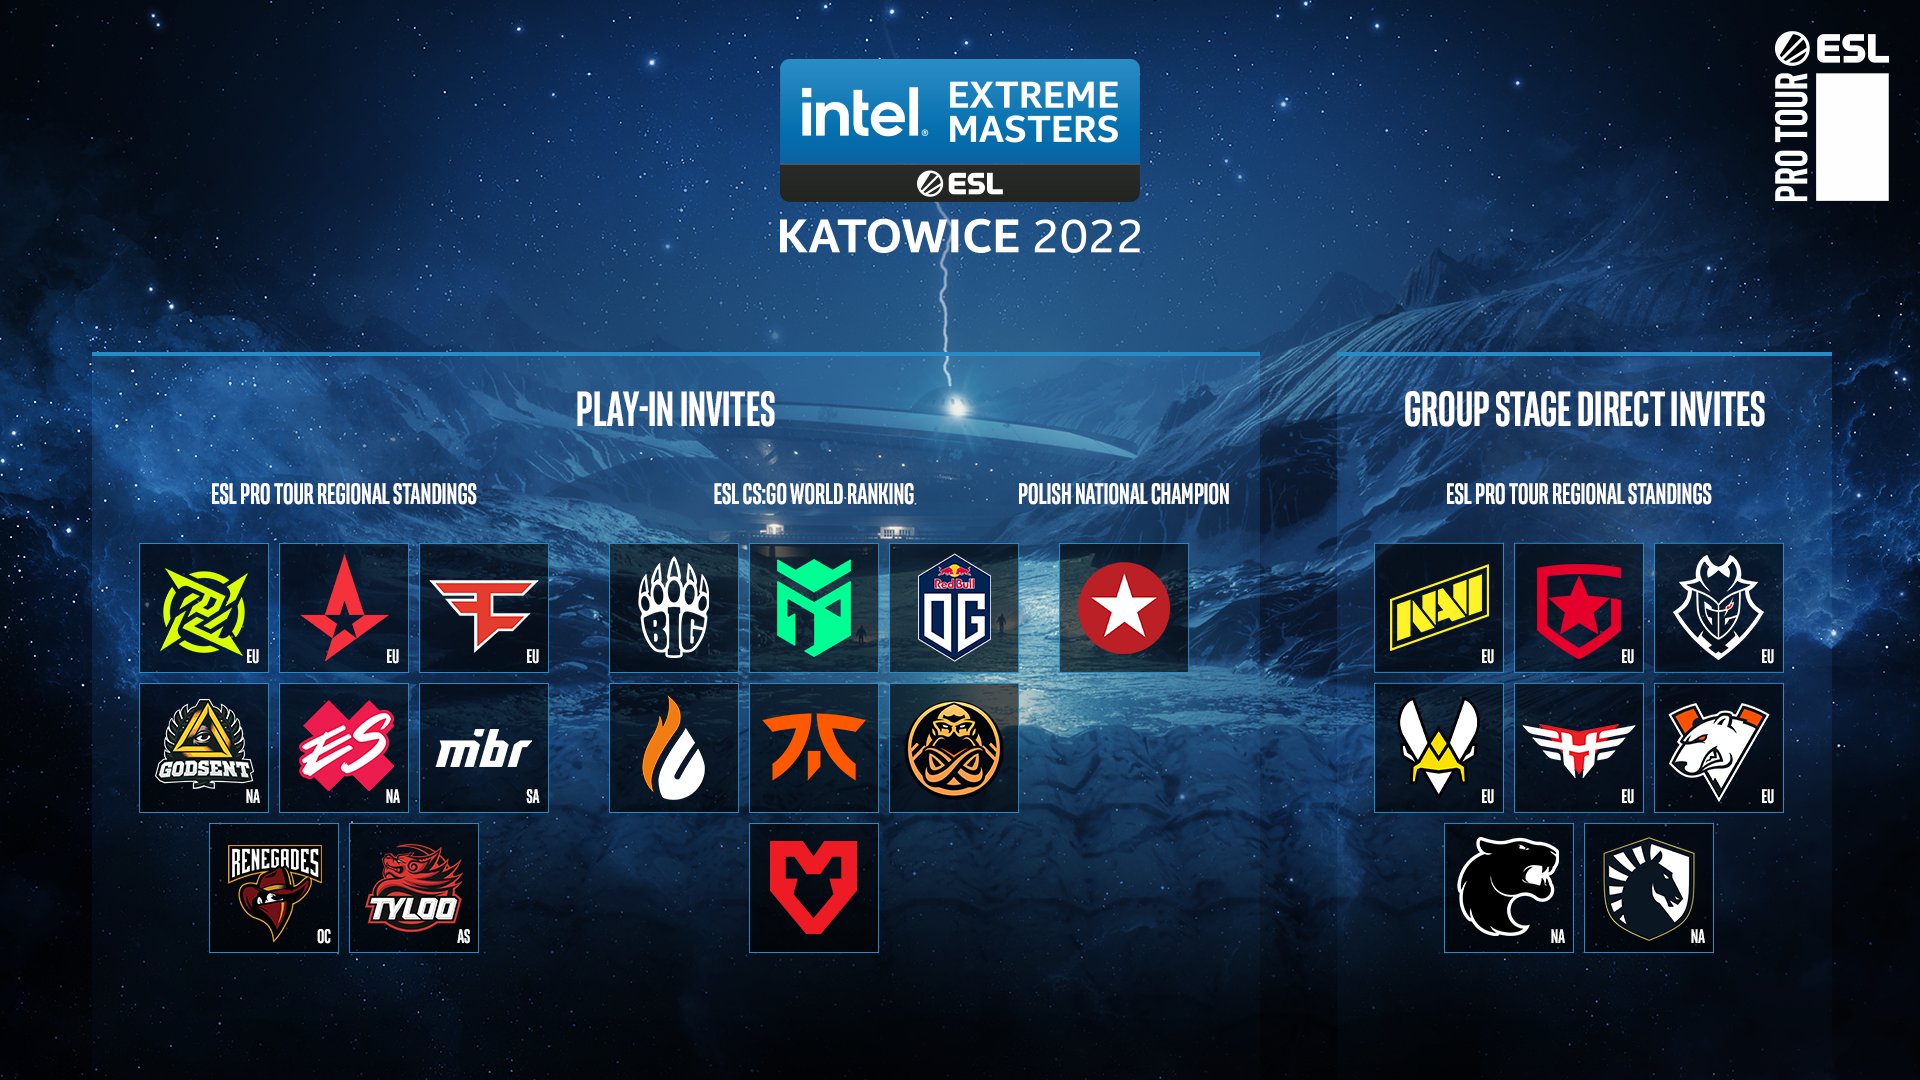 ESL
PRO TOUR
intel.
EXTREME
MASTERS
ESL
KATOWICE 2022
PLAY-IN INVITES
ESL PRO TOUR REGIONAL STANDINGS
ESL CS:GO WORLD RANKING
POLISH NATIONAL CHAMPION
EU
EU
EU
BIG
Red Bull
OG
GODSENT
NA
ES
NA
mibr
SA
RENEGADES
OC
TYLOO
AS
GROUP STAGE DIRECT INVITES
ESL PRO TOUR REGIONAL STANDINGS
NAVI
EU
EU
G2
EU
EU
H
EU
EU
NA
NA